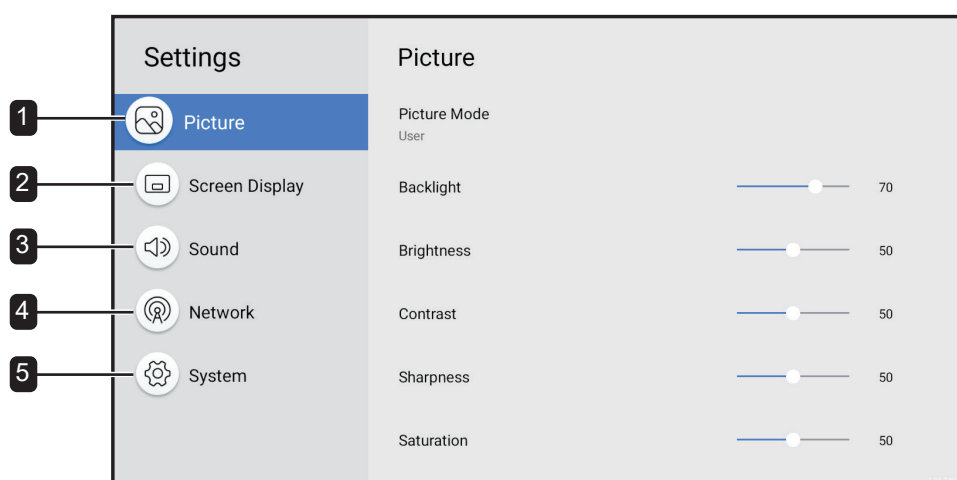 Settings
Picture
1
Picture
2
Screen Display
3
Sound
4
Network
5
System
Picture Mode
User
Backlight 70
Brightness 50
Contrast 50
Sharpness 50
Saturation 50